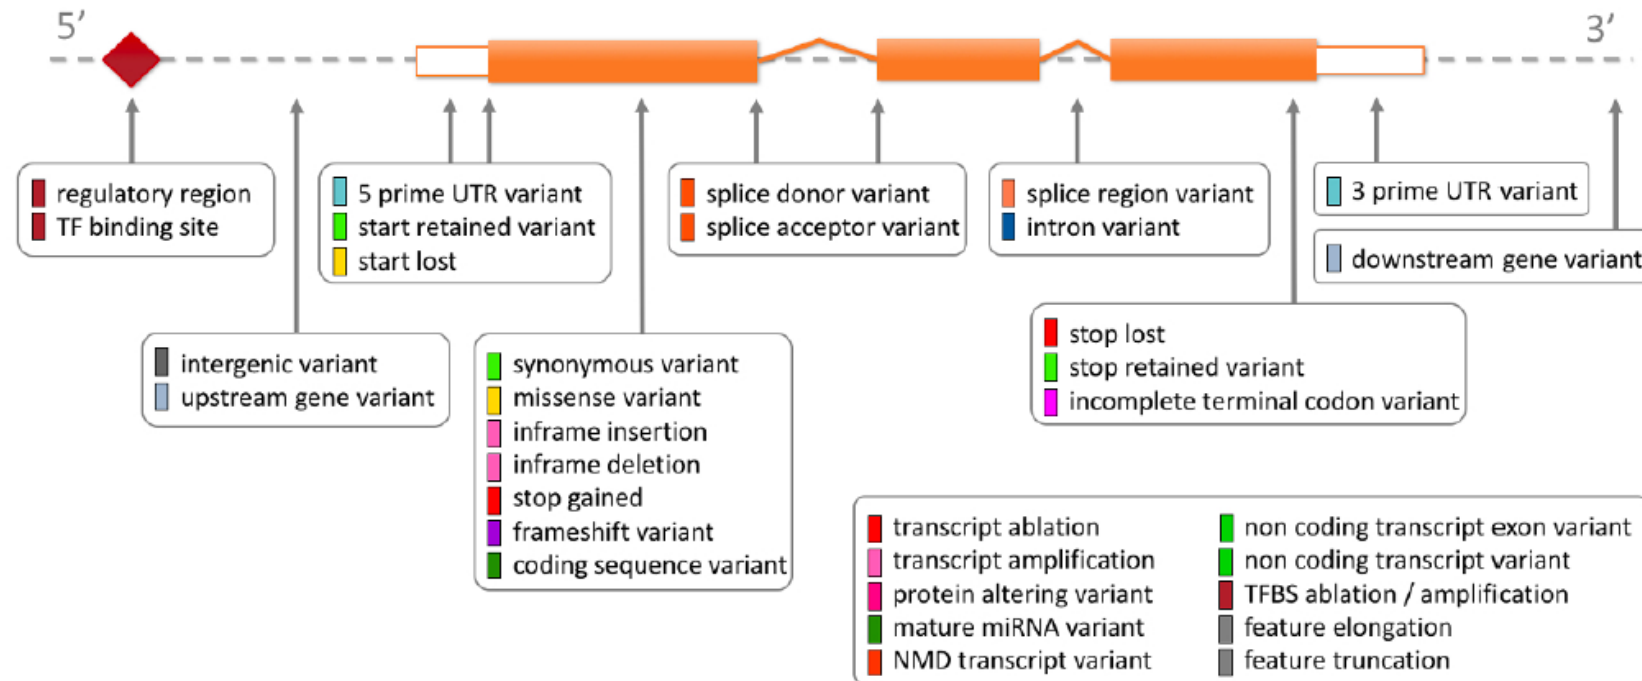 5’
3’
regulatory region
TF binding site
5 prime UTR variant
start retained variant
start lost
splice donor variant
splice acceptor variant
splice region variant
intron variant
3 prime UTR variant
downstream gene variant
intergenic variant
upstream gene variant
synonymous variant
missense variant
inframe insertion
inframe deletion
stop gained
frameshift variant
coding sequence variant
stop lost
stop retained variant
incomplete terminal codon variant
transcript ablation
transcript amplification
protein altering variant
mature miRNA variant
NMD transcript variant
non coding transcript exon variant
non coding transcript variant
TFBS ablation / amplification
feature elongation
feature truncation